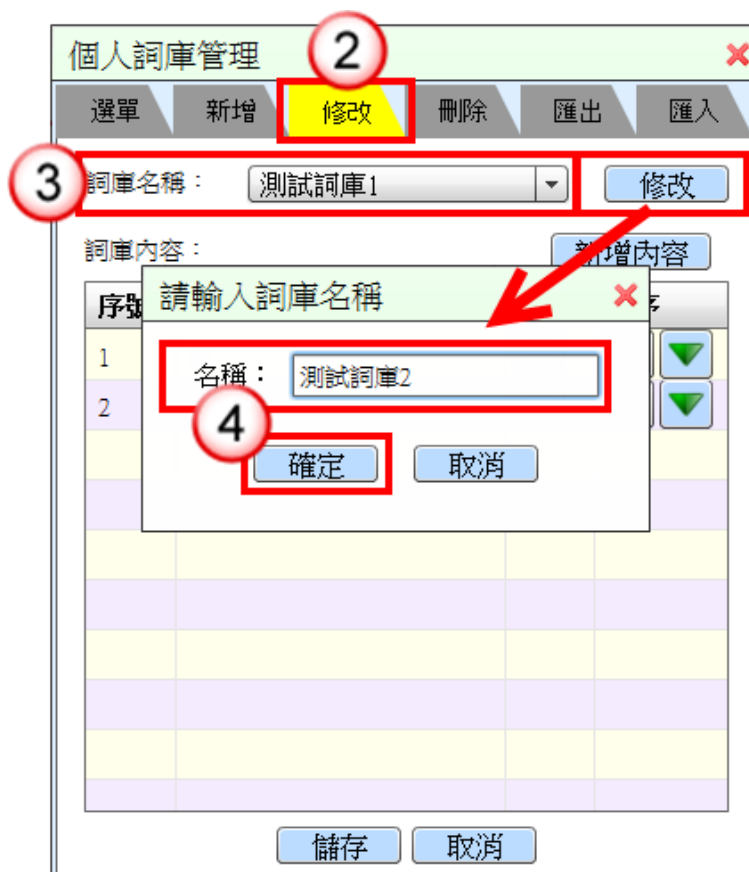 個人詞庫管理
2
選單 新增 修改 刪除 匯出 匯入
3
詞庫名稱： 測試詞庫1 修改
詞庫內容： 新增內容
序號
請輸入詞庫名稱
1
名稱： 測試詞庫2
2
4
確定 取消
儲存 取消